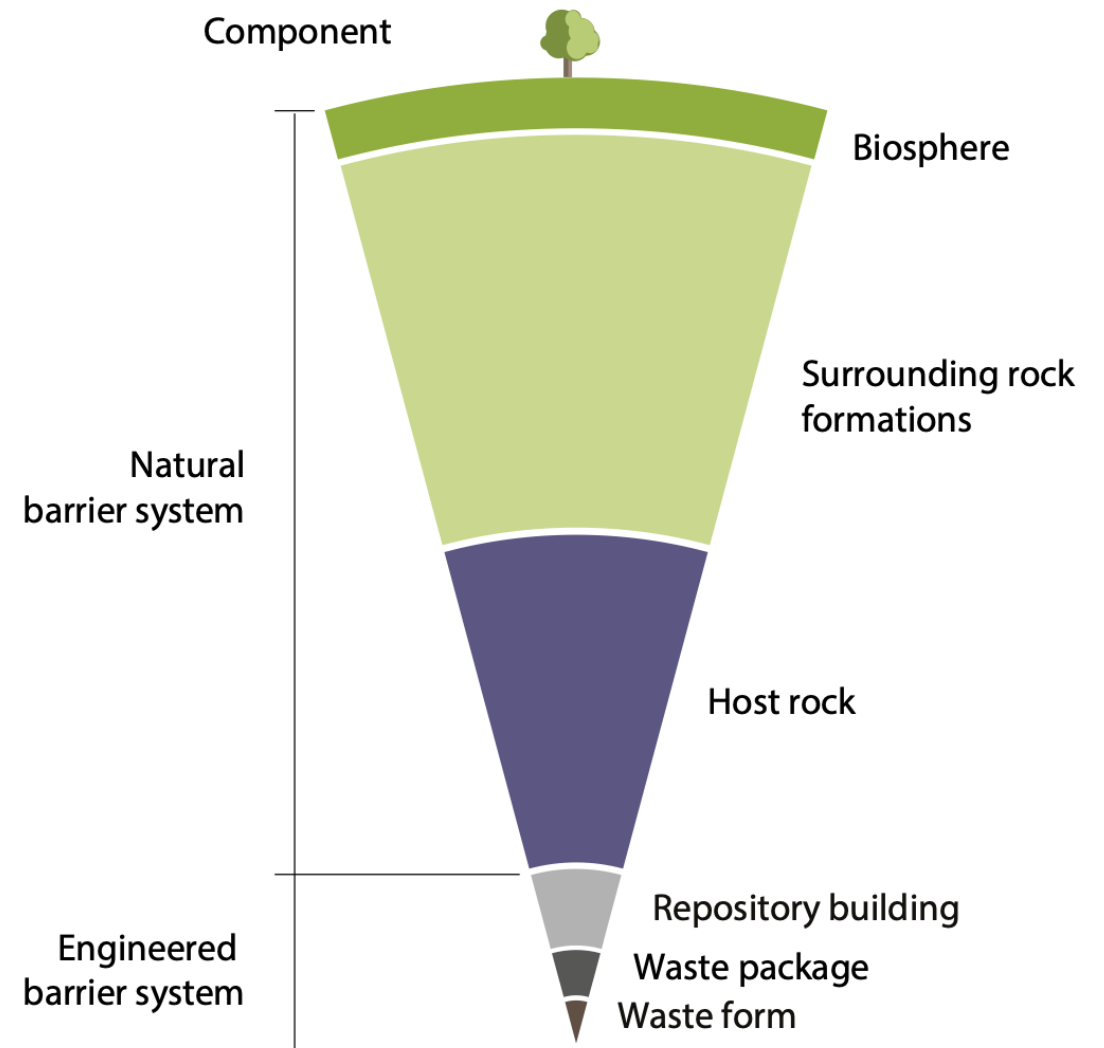 Component
Biosphere
Surrounding rock
formations
Natural
barrier system
Host rock
Repository building
Engineered
barrier system
Waste package
Waste form